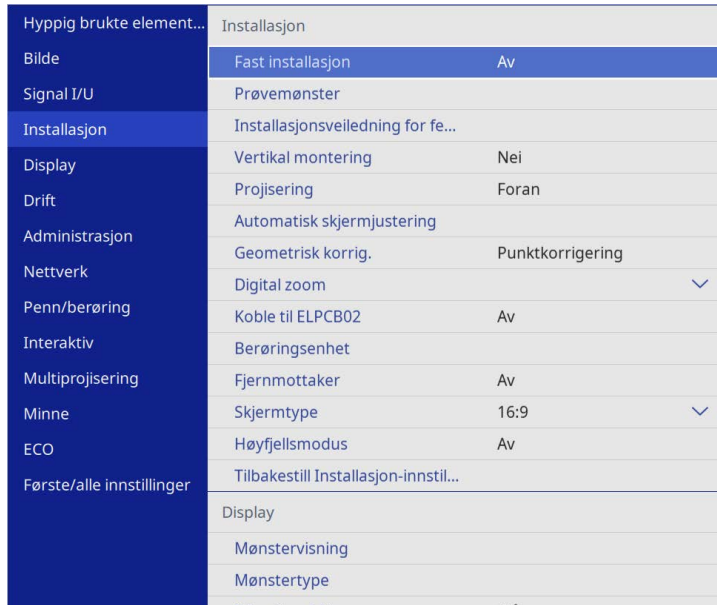 Hyppig brukte element...
Bilde
Signal I/U
Installasjon
Display
Drift
Administrasjon
Nettverk
Penn/berøring
Interaktiv
Multiprojisering
Minne
ECO
Første/alle innstillinger
Installasjon
Fast installasjon Av
Prøvemønster
Installasjonsveiledning for fe...
Vertikal montering Nei
Projisering Foran
Automatisk skjermjustering
Geometrisk korrig. Punktkorrigering
Digital zoom
Koble til ELPCB02 Av
Berøringsenhet
Fjernmottaker Av
Skjermtype 16:9
Høyfjellsmodus Av
Tilbakestill Installasjon-innstil...
Display
Mønstervisning
Mønstertype